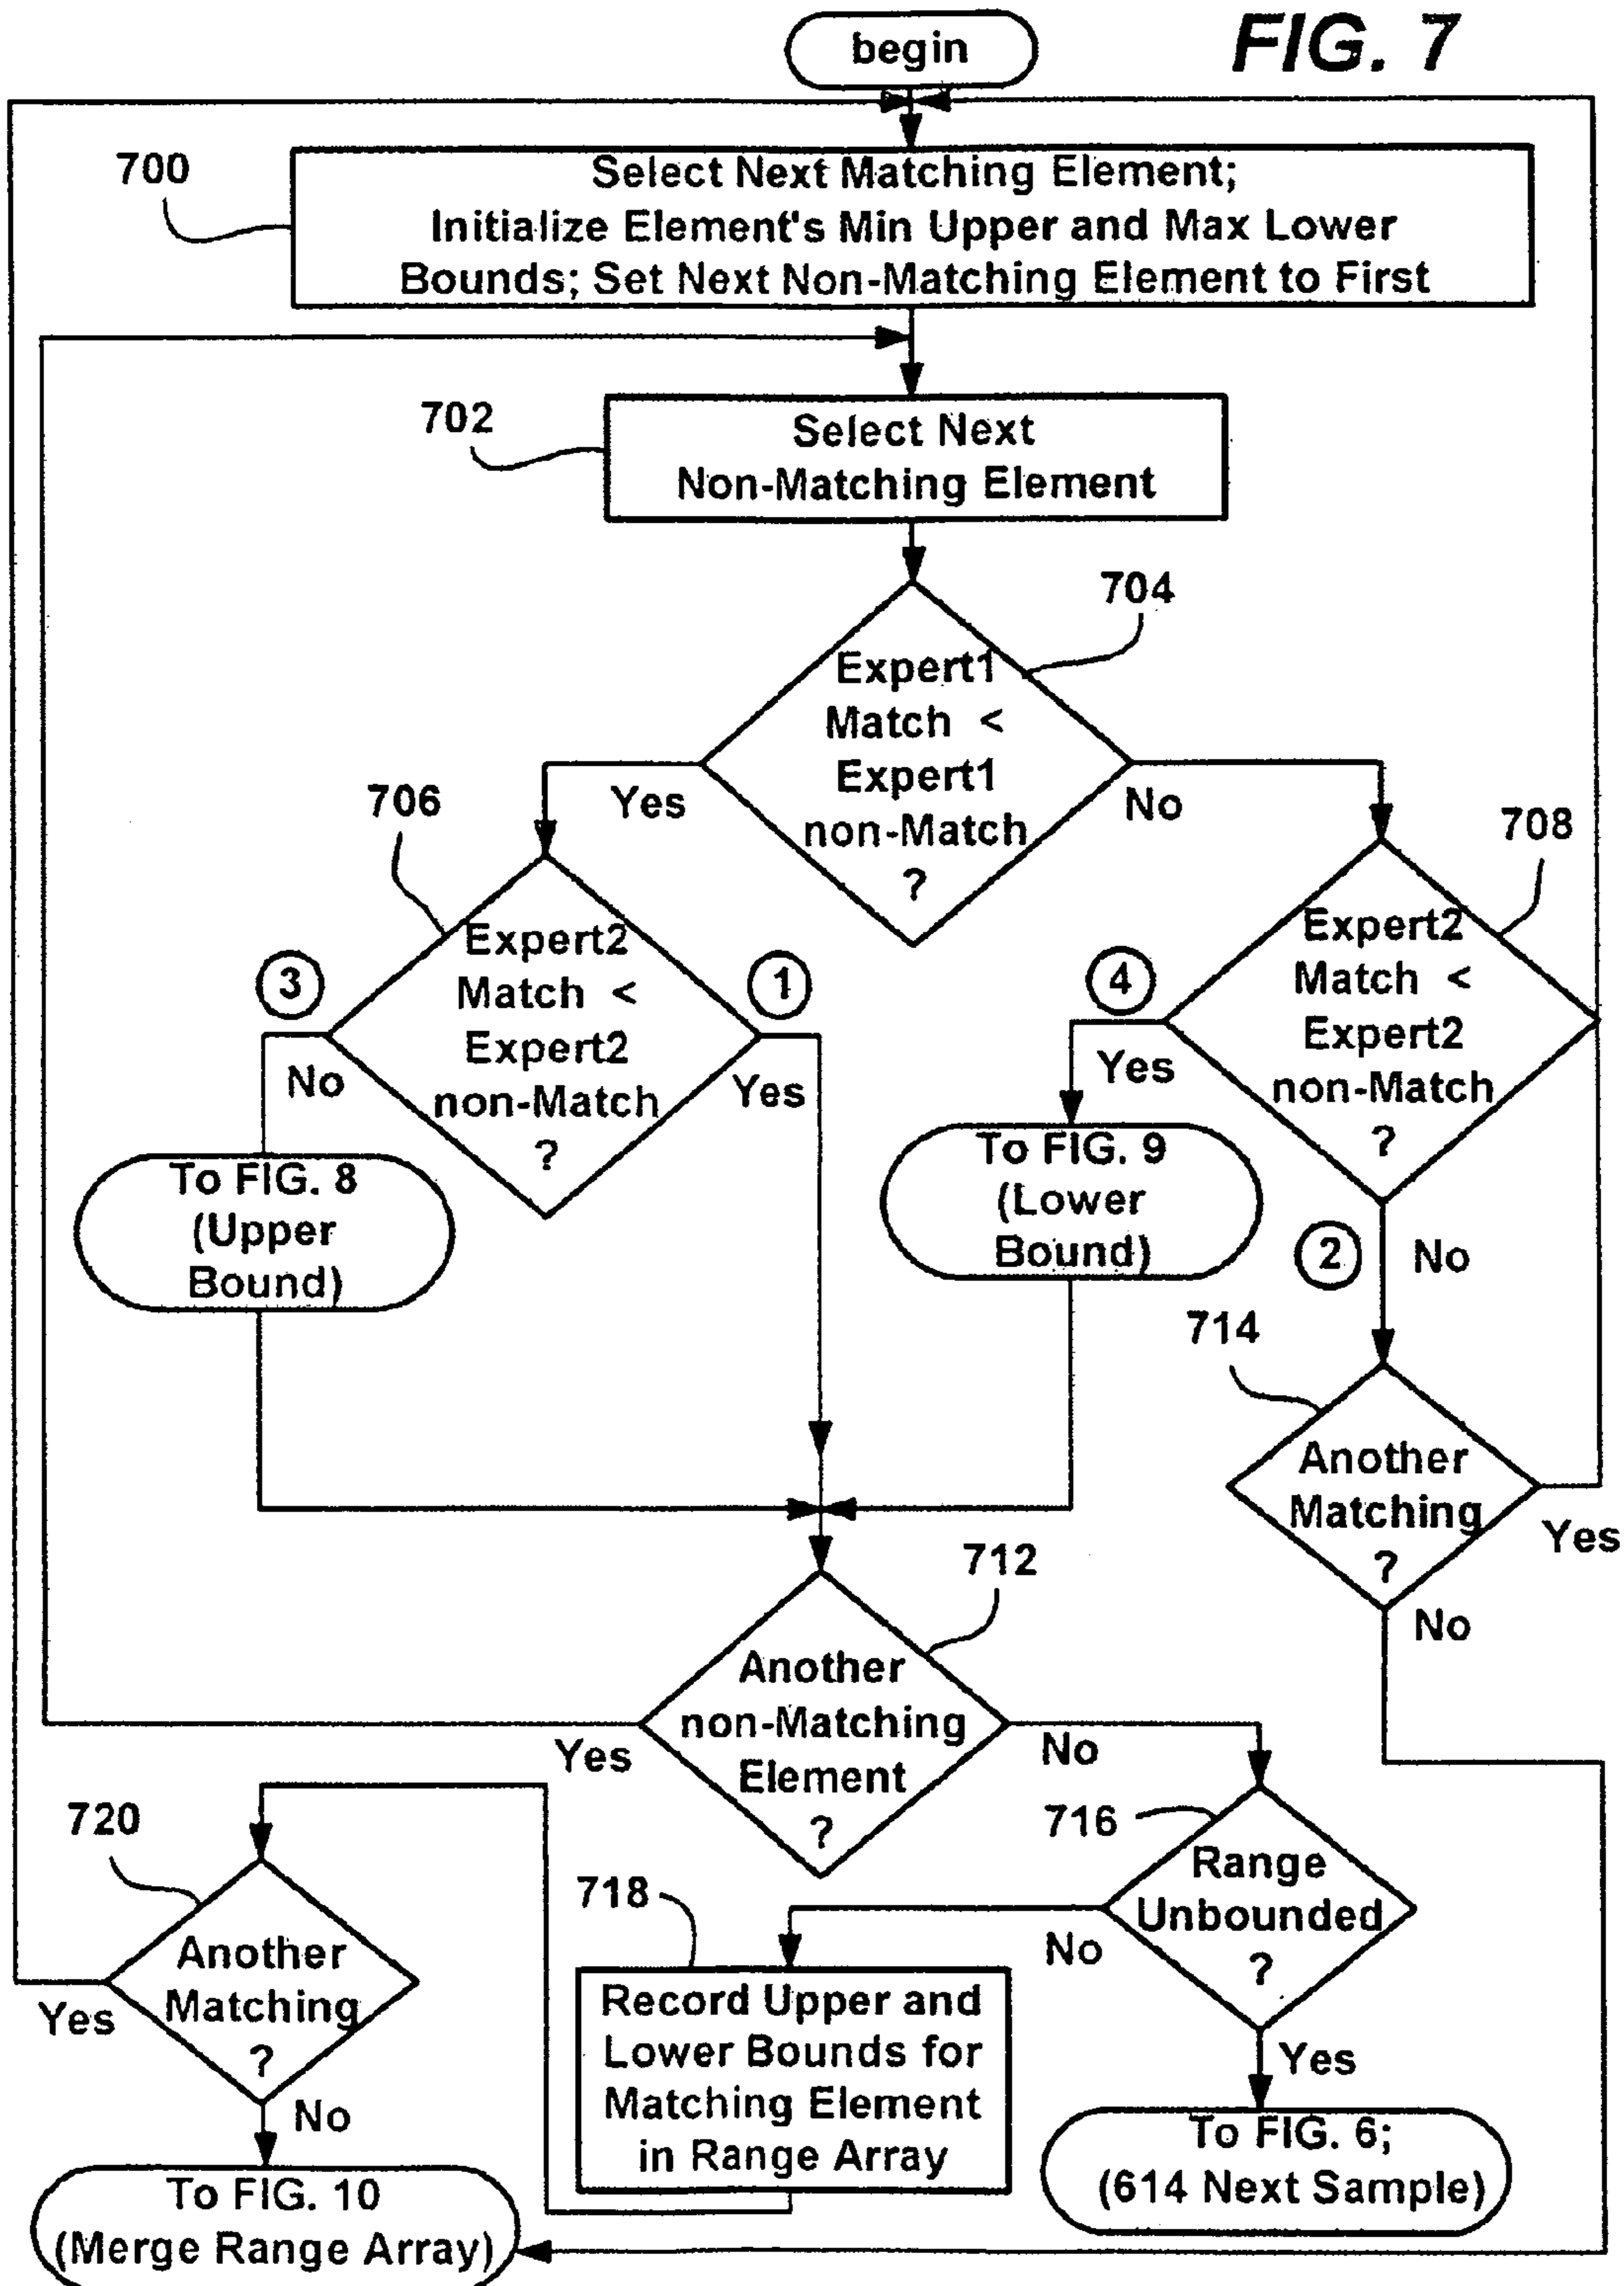 FIG. 7
begin
700
Select Next Matching Element;
Initialize Element's Min Upper and Max Lower
Bounds; Set Next Non-Matching Element to First
702
Select Next
Non-Matching Element
704
Expert1
Match <
Expert1
non-Match
?
Yes
No
706
Expert2
Match <
Expert2
non-Match
?
3
No
1
Yes
708
Expert2
Match <
Expert2
non-Match
?
4
Yes
2
No
To FIG. 8
(Upper
Bound)
To FIG. 9
(Lower
Bound)
714
Another
Matching
?
Yes
No
712
Another
non-Matching
Element
?
Yes
No
716
Range
Unbounded
?
No
Yes
718
Record Upper and
Lower Bounds for
Matching Element
in Range Array
720
Another
Matching
?
Yes
No
To FIG. 6;
(614 Next Sample)
To FIG. 10
(Merge Range Array)